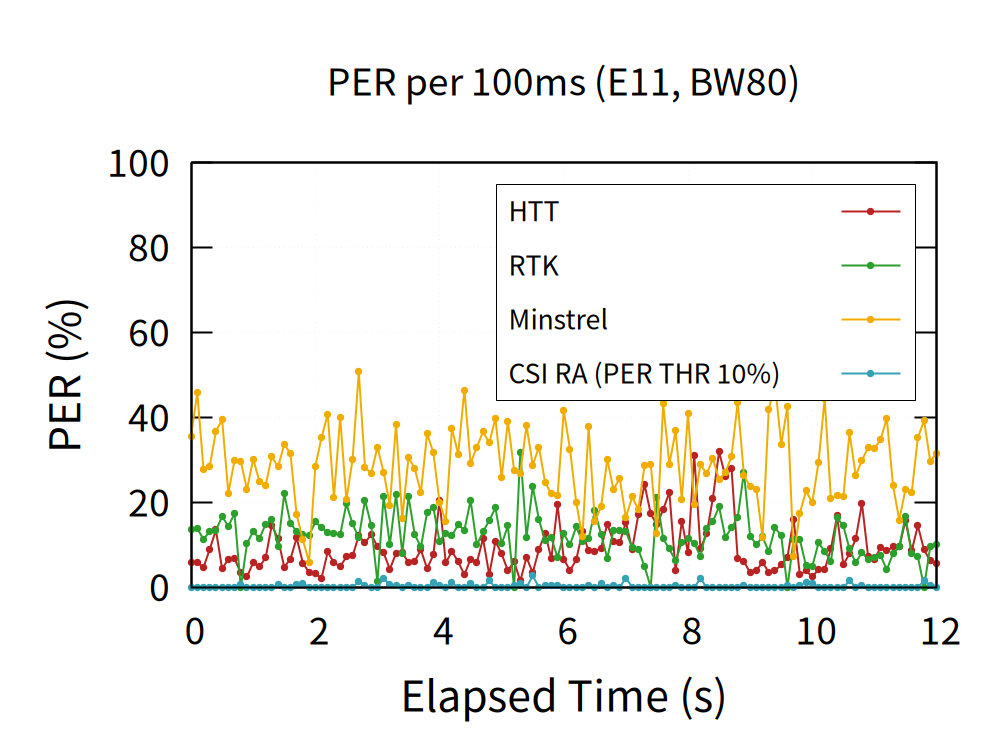 PER per 100ms (E11, BW80)
PER (%)
100
80
60
40
20
0
HTT
RTK
Minstrel
CSI RA (PER THR 10%)
0 2 4 6 8 10 12
Elapsed Time (s)